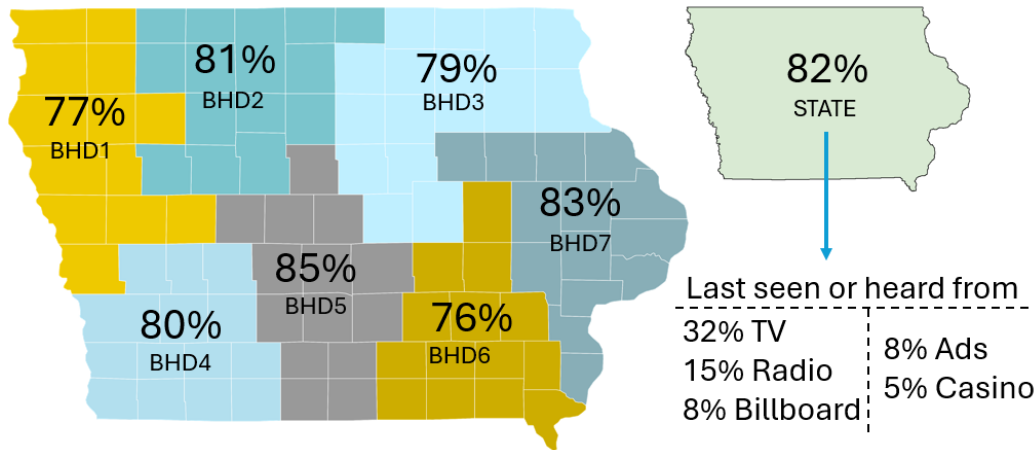 77%
BHD1
81%
BHD2
79%
BHD3
80%
BHD4
85%
BHD5
76%
BHD6
83%
BHD7
82%
STATE
Last seen or heard from
32% TV
15% Radio
8% Billboard
8% Ads
5% Casino